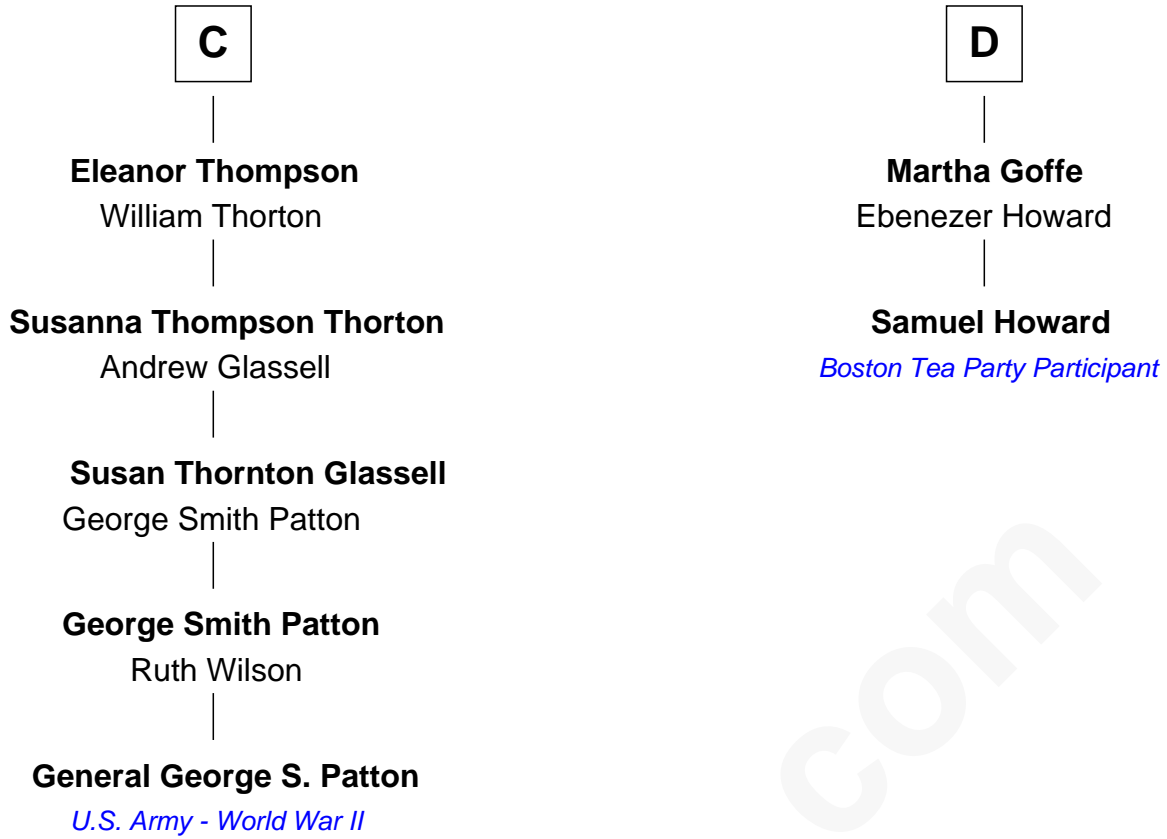 C
Eleanor Thompson
William Thorton
Susanna Thompson Thorton
Andrew Glassell
Susan Thornton Glassell
George Smith Patton
George Smith Patton
Ruth Wilson
General George S. Patton
U.S. Army - World War II
D
Martha Goffe
Ebenezer Howard
Samuel Howard
Boston Tea Party Participant
com